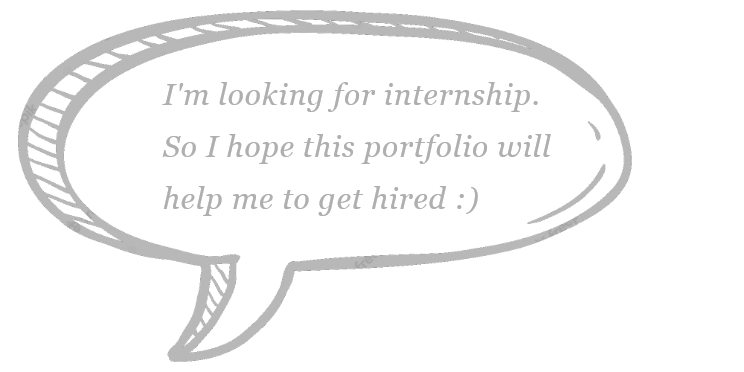 I'm looking for internship.
So I hope this portfolio will
help me to get hired :)